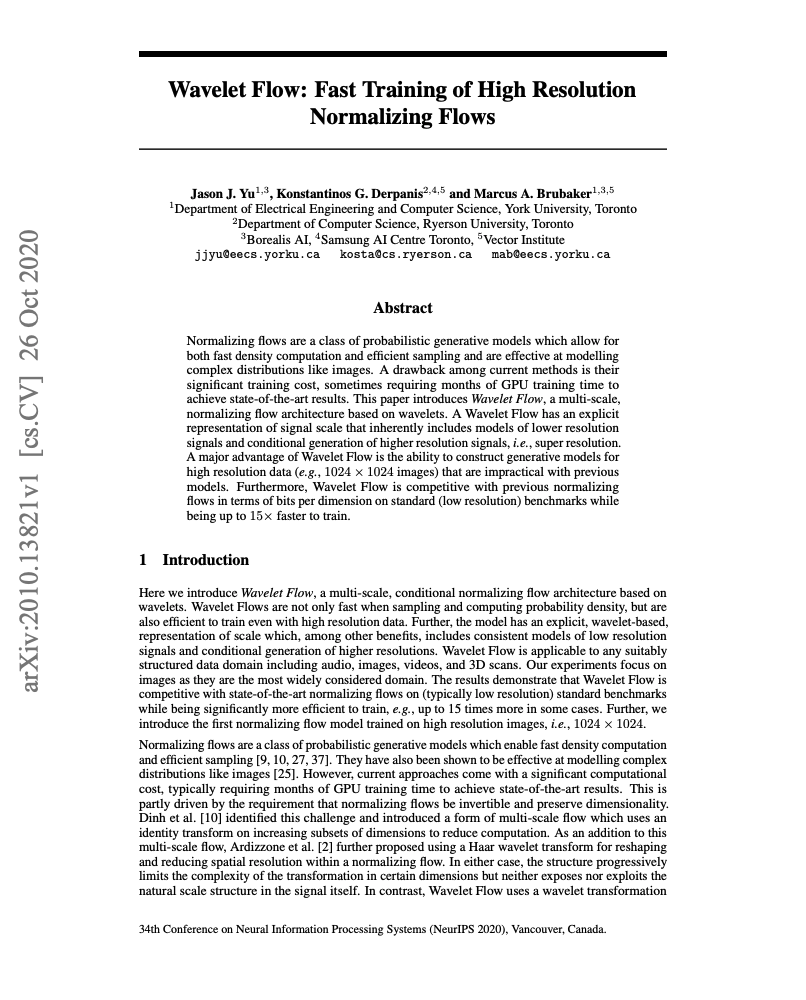 arXiv:2010.13821v1 [cs.CV] 26 Oct 2020
Wavelet Flow: Fast Training of High Resolution
Normalizing Flows
Jason J. Yu1,3, Konstantinos G. Derpanis2,4,5 and Marcus A. Brubaker1,3,5
1Department of Electrical Engineering and Computer Science, York University, Toronto
2Department of Computer Science, Ryerson University, Toronto
3Borealis AI, 4Samsung AI Centre Toronto, 5Vector Institute
jjyu@eecs.yorku.ca kosta@cs.ryerson.ca mab@eecs.yorku.ca
Abstract
Normalizing flows are a class of probabilistic generative models which allow for
both fast density computation and efficient sampling and are effective at modelling
complex distributions like images. A drawback among current methods is their
significant training cost, sometimes requiring months of GPU training time to
achieve state-of-the-art results. This paper introduces Wavelet Flow, a multi-scale,
normalizing flow architecture based on wavelets. A Wavelet Flow has an explicit
representation of signal scale that inherently includes models of lower resolution
signals and conditional generation of higher resolution signals, i.e., super resolution.
A major advantage of Wavelet Flow is the ability to construct generative models for
high resolution data (e.g., 1024 × 1024 images) that are impractical with previous
models. Furthermore, Wavelet Flow is competitive with previous normalizing
flows in terms of bits per dimension on standard (low resolution) benchmarks while
being up to 15× faster to train.
1 Introduction
Here we introduce Wavelet Flow, a multi-scale, conditional normalizing flow architecture based on
wavelets. Wavelet Flows are not only fast when sampling and computing probability density, but are
also efficient to train even with high resolution data. Further, the model has an explicit, wavelet-based,
representation of scale which, among other benefits, includes consistent models of low resolution
signals and conditional generation of higher resolutions. Wavelet Flow is applicable to any suitably
structured data domain including audio, images, videos, and 3D scans. Our experiments focus on
images as they are the most widely considered domain. The results demonstrate that Wavelet Flow is
competitive with state-of-the-art normalizing flows on (typically low resolution) standard benchmarks
while being significantly more efficient to train, e.g., up to 15 times more in some cases. Further, we
introduce the first normalizing flow model trained on high resolution images, i.e., 1024 × 1024.
Normalizing flows are a class of probabilistic generative models which enable fast density computation
and efficient sampling [9, 10, 27, 37]. They have also been shown to be effective at modelling complex
distributions like images [25]. However, current approaches come with a significant computational
cost, typically requiring months of GPU training time to achieve state-of-the-art results. This is
partly driven by the requirement that normalizing flows be invertible and preserve dimensionality.
Dinh et al. [10] identified this challenge and introduced a form of multi-scale flow which uses an
identity transform on increasing subsets of dimensions to reduce computation. As an addition to this
multi-scale flow, Ardizzone et al. [2] further proposed using a Haar wavelet transform for reshaping
and reducing spatial resolution within a normalizing flow. In either case, the structure progressively
limits the complexity of the transformation in certain dimensions but neither exposes nor exploits the
natural scale structure in the signal itself. In contrast, Wavelet Flow uses a wavelet transformation
34th Conference on Neural Information Processing Systems (NeurIPS 2020), Vancouver, Canada.